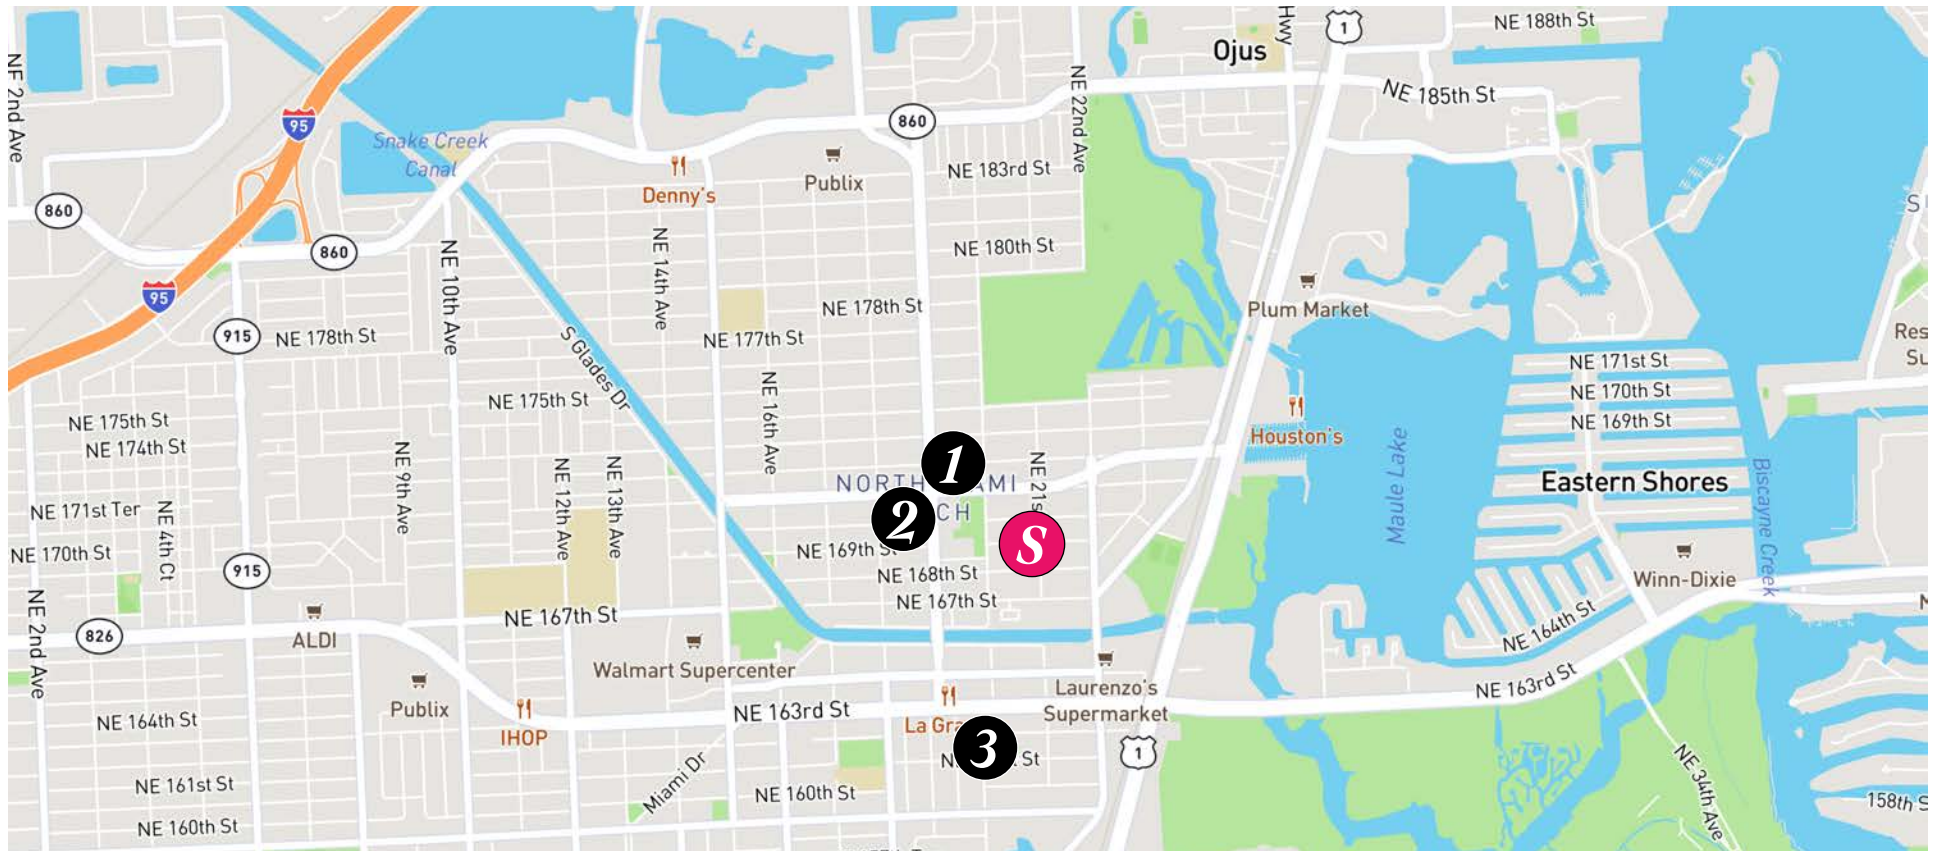 NE 188th St
Ojus
Hwy
1
NE 185th St
NE 2nd Ave
95
860
NE 22nd Ave
Snake Creek
Canal
NE 183rd St
Publix
Denny's
860
860
NE 180th St
NE 10th Ave
NE 14th Ave
95
Plum Market
NE 178th St
915
NE 178th St
NE 177th St
S Glades Dr
Res
Su
NE 171st St
NE 170th St
NE 169th St
NE 175th St
NE 16th Ave
Houston's
NE 175th St
NE 174th St
NE 9th Ave
NE 12th Ave
NE 13th Ave
1
NE 21s
Maule Lake
Eastern Shores
Biscayne Creek
NORTH
AMI
CH
2
S
NE 171st Ter
NE 4th Ct
NE 170th St
NE 169th St
915
NE 168th St
NE 167th St
Winn-Dixie
NE 2nd Ave
NE 167th St
826
ALDI
Walmart Supercenter
NE 164th St
Laurenzo's
Supermarket
NE 163rd St
Publix
NE 164th St
IHOP
NE 163rd St
La Gra
3
N
St
1
Miami Dr
NE 161st St
NE 160th St
NE 34th Ave
158th S
NE 160th St